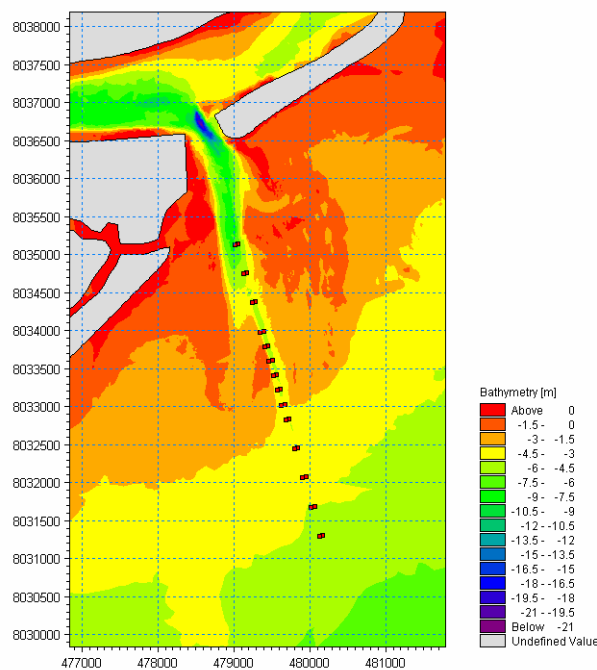 8038000
8037500
8037000
8036500
8036000
8035500
8035000
8034500
8034000
8033500
8033000
8032500
8032000
8031500
8031000
8030500
8030000
477000 478000 479000 480000 481000
Bathymetry [m]
Above 0
-1.5 - 0
-3 - -1.5
-4.5 - -3
-6 - -4.5
-7.5 - -6
-9 - -7.5
-10.5 - -9
-12 - -10.5
-13.5 - -12
-15 - -13.5
-16.5 - -15
-18 - -16.5
-19.5 - -18
-21 - -19.5
Below -21
Undefined Value